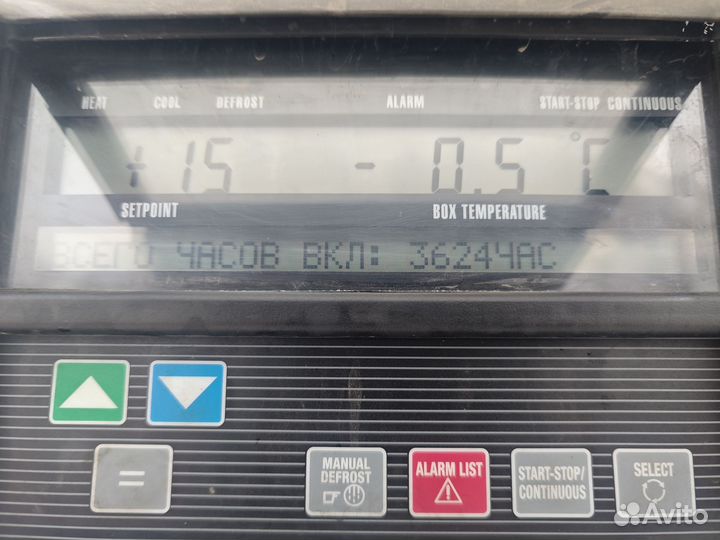 HEAT COOL DEFROST ALARM START-STOP CONTINUOUS
+15 -0.5 °C
SETPOINT BOX TEMPERATURE
ВСЕГО ЧАСОВ ВКЛ: 3624ЧАС
MANUAL DEFROST
ALARM LIST
START-STOP/ CONTINUOUS
SELECT
=
Avito